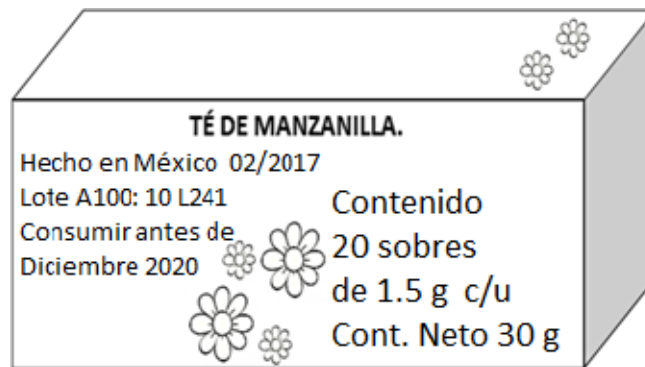 TÉ DE MANZANILLA.
Hecho en México 02/2017
Lote A100: 10 L241
Consumir antes de
Diciembre 2020
Contenido
20 sobres
de 1.5 g c/u
Cont. Neto 30 g